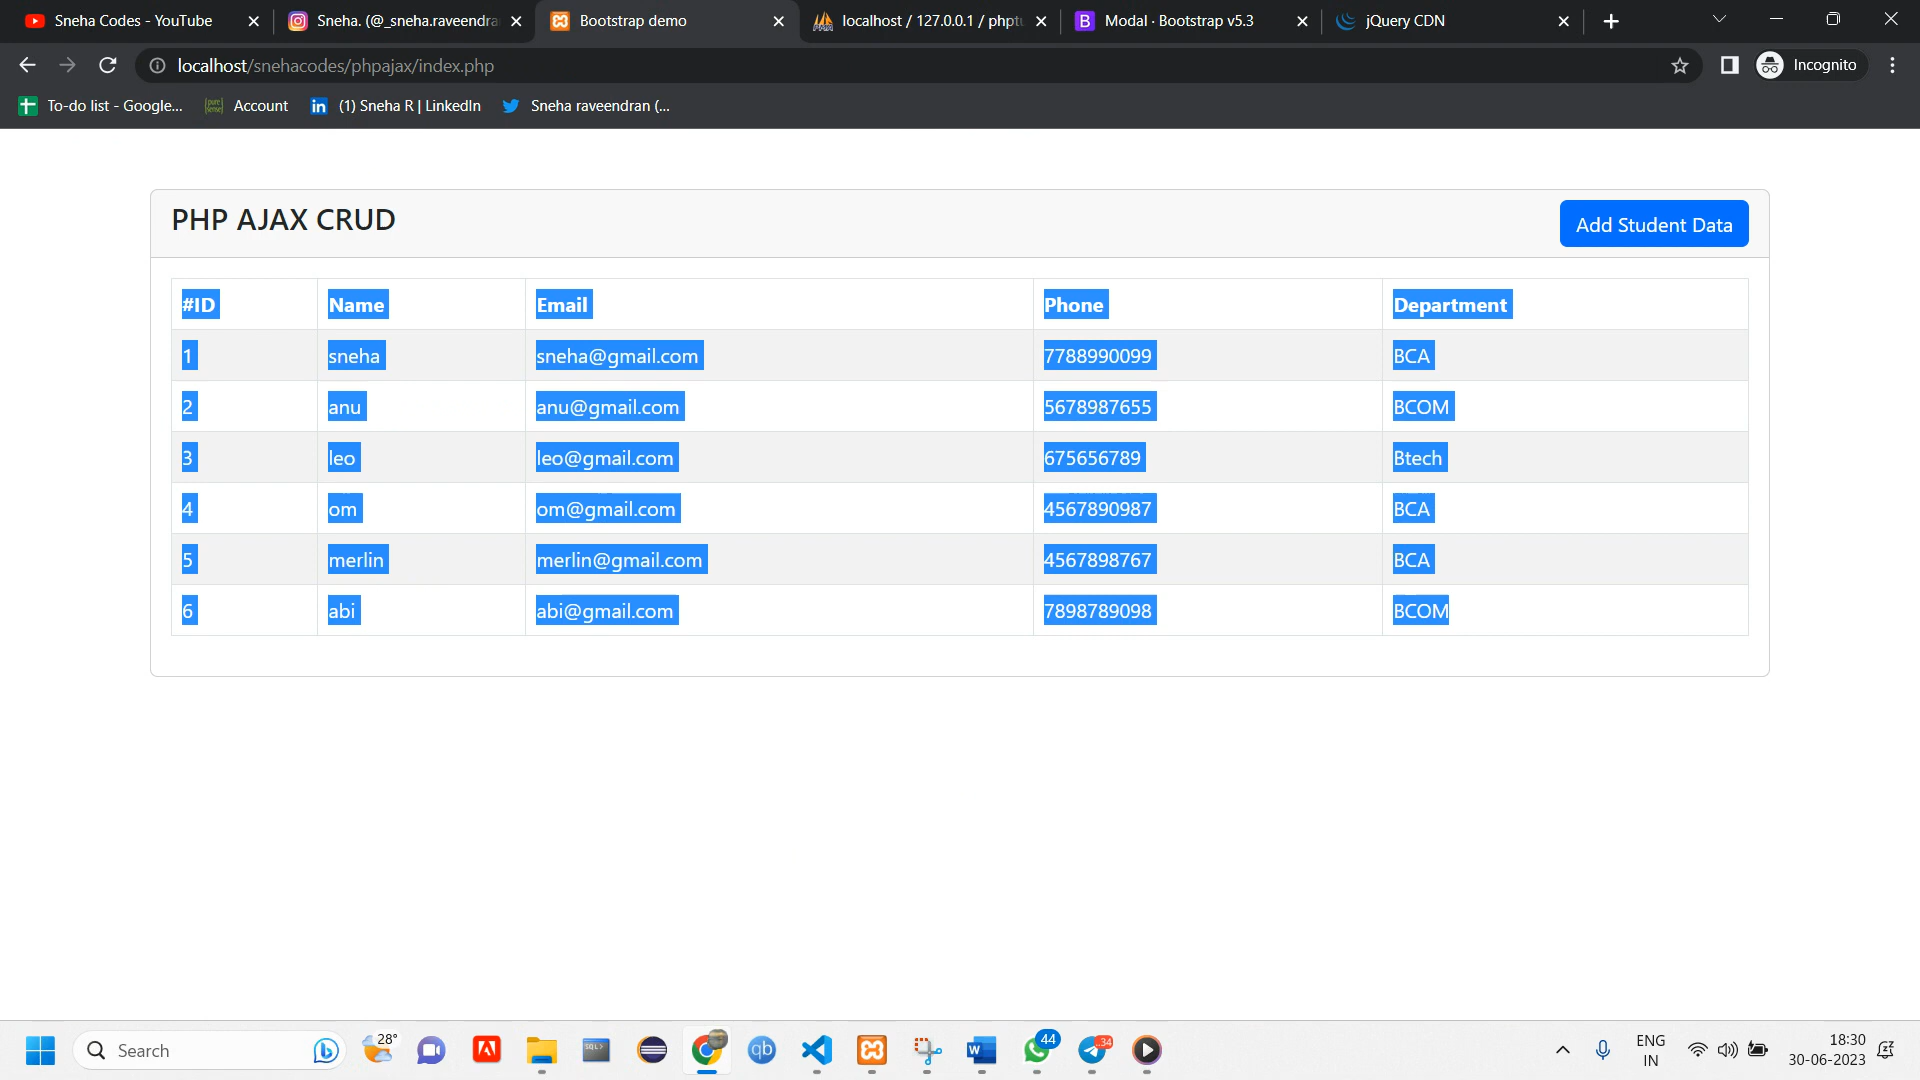 Sneha Codes - YouTube
Sneha. (@_sneha.raveendra
Bootstrap demo
localhost / 127.0.0.1 / phptu
B Modal · Bootstrap v5.3
jQuery CDN
localhost/snehacodes/phpajax/index.php
Incognito
To-do list - Google...
Account
in (1) Sneha R | LinkedIn
Sneha raveendran (...
PHP AJAX CRUD
Add Student Data
#ID Name Email Phone Department
1 sneha sneha@gmail.com 7788990099 BCA
2 anu anu@gmail.com 5678987655 BCOM
3 leo leo@gmail.com 675656789 Btech
4 om om@gmail.com 4567890987 BCA
5 merlin merlin@gmail.com 4567898767 BCA
6 abi abi@gmail.com 7898789098 BCOM
Search
28°
SQL>
qb
W
44
..34
ENG
IN
18:30
30-06-2023